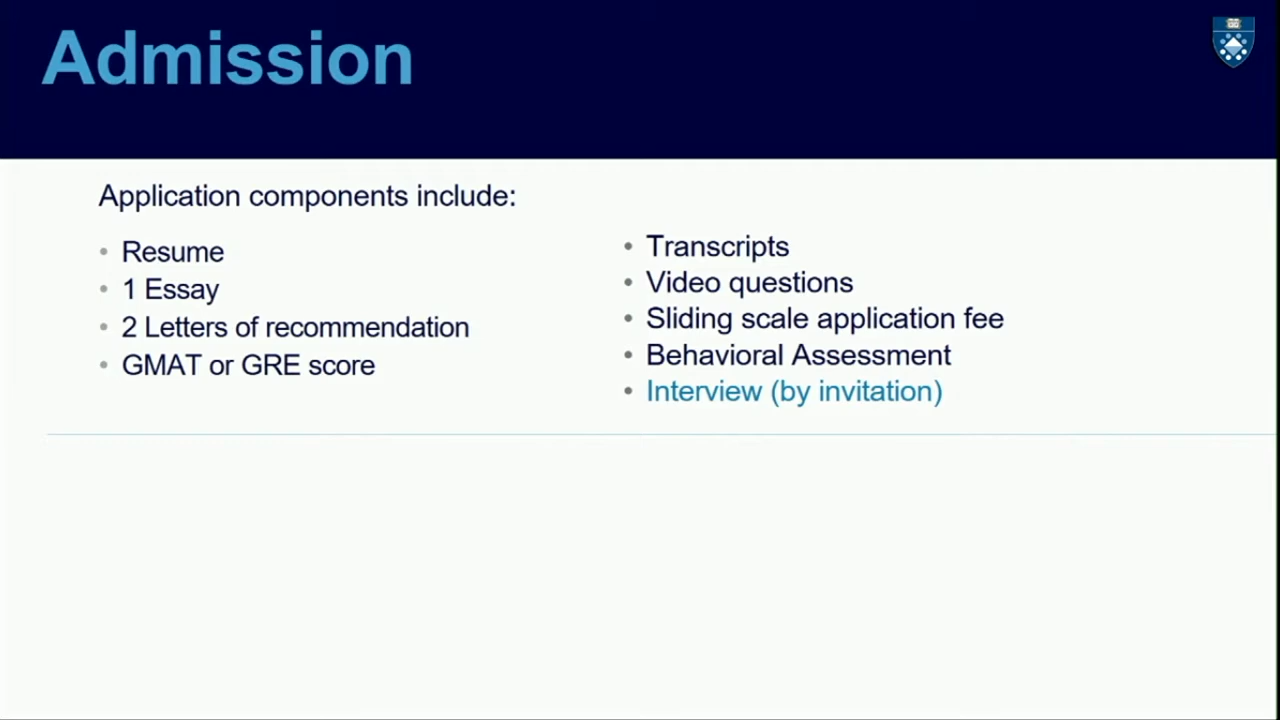 Admission
Application components include:
• Resume
• 1 Essay
• 2 Letters of recommendation
• GMAT or GRE score
• Transcripts
• Video questions
• Sliding scale application fee
• Behavioral Assessment
• Interview (by invitation)